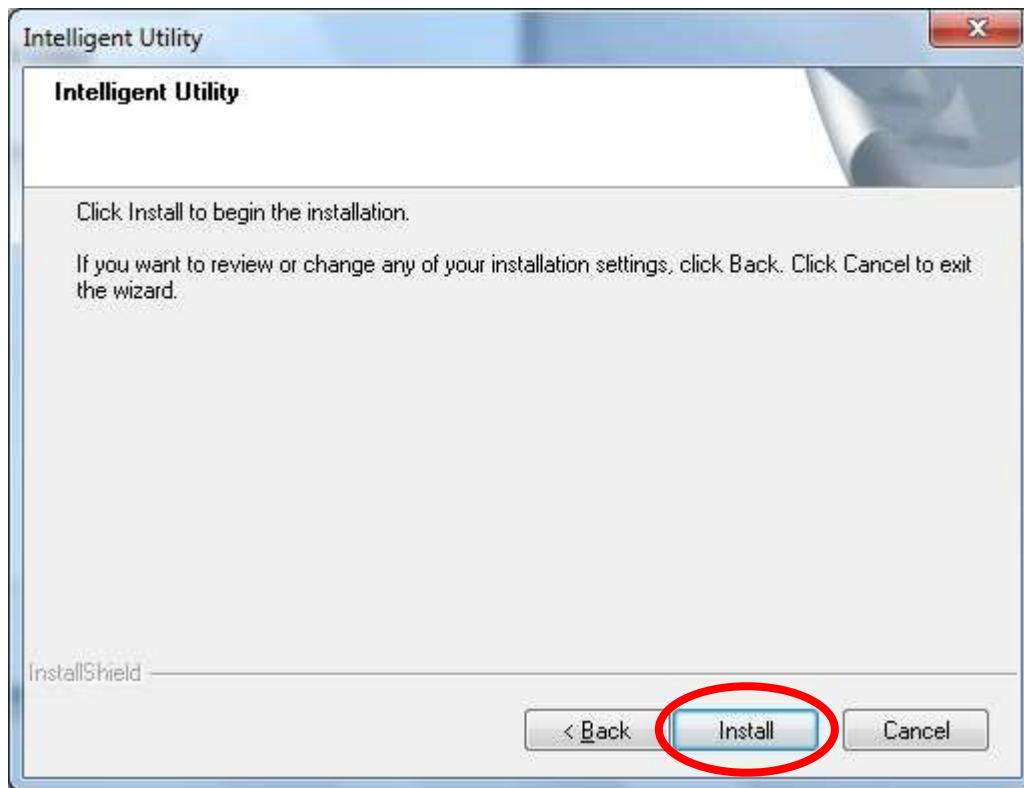 Intelligent Utility
Intelligent Utility
Click Install to begin the installation.
If you want to review or change any of your installation settings, click Back. Click Cancel to exit
the wizard.
InstallShield
< Back Install Cancel